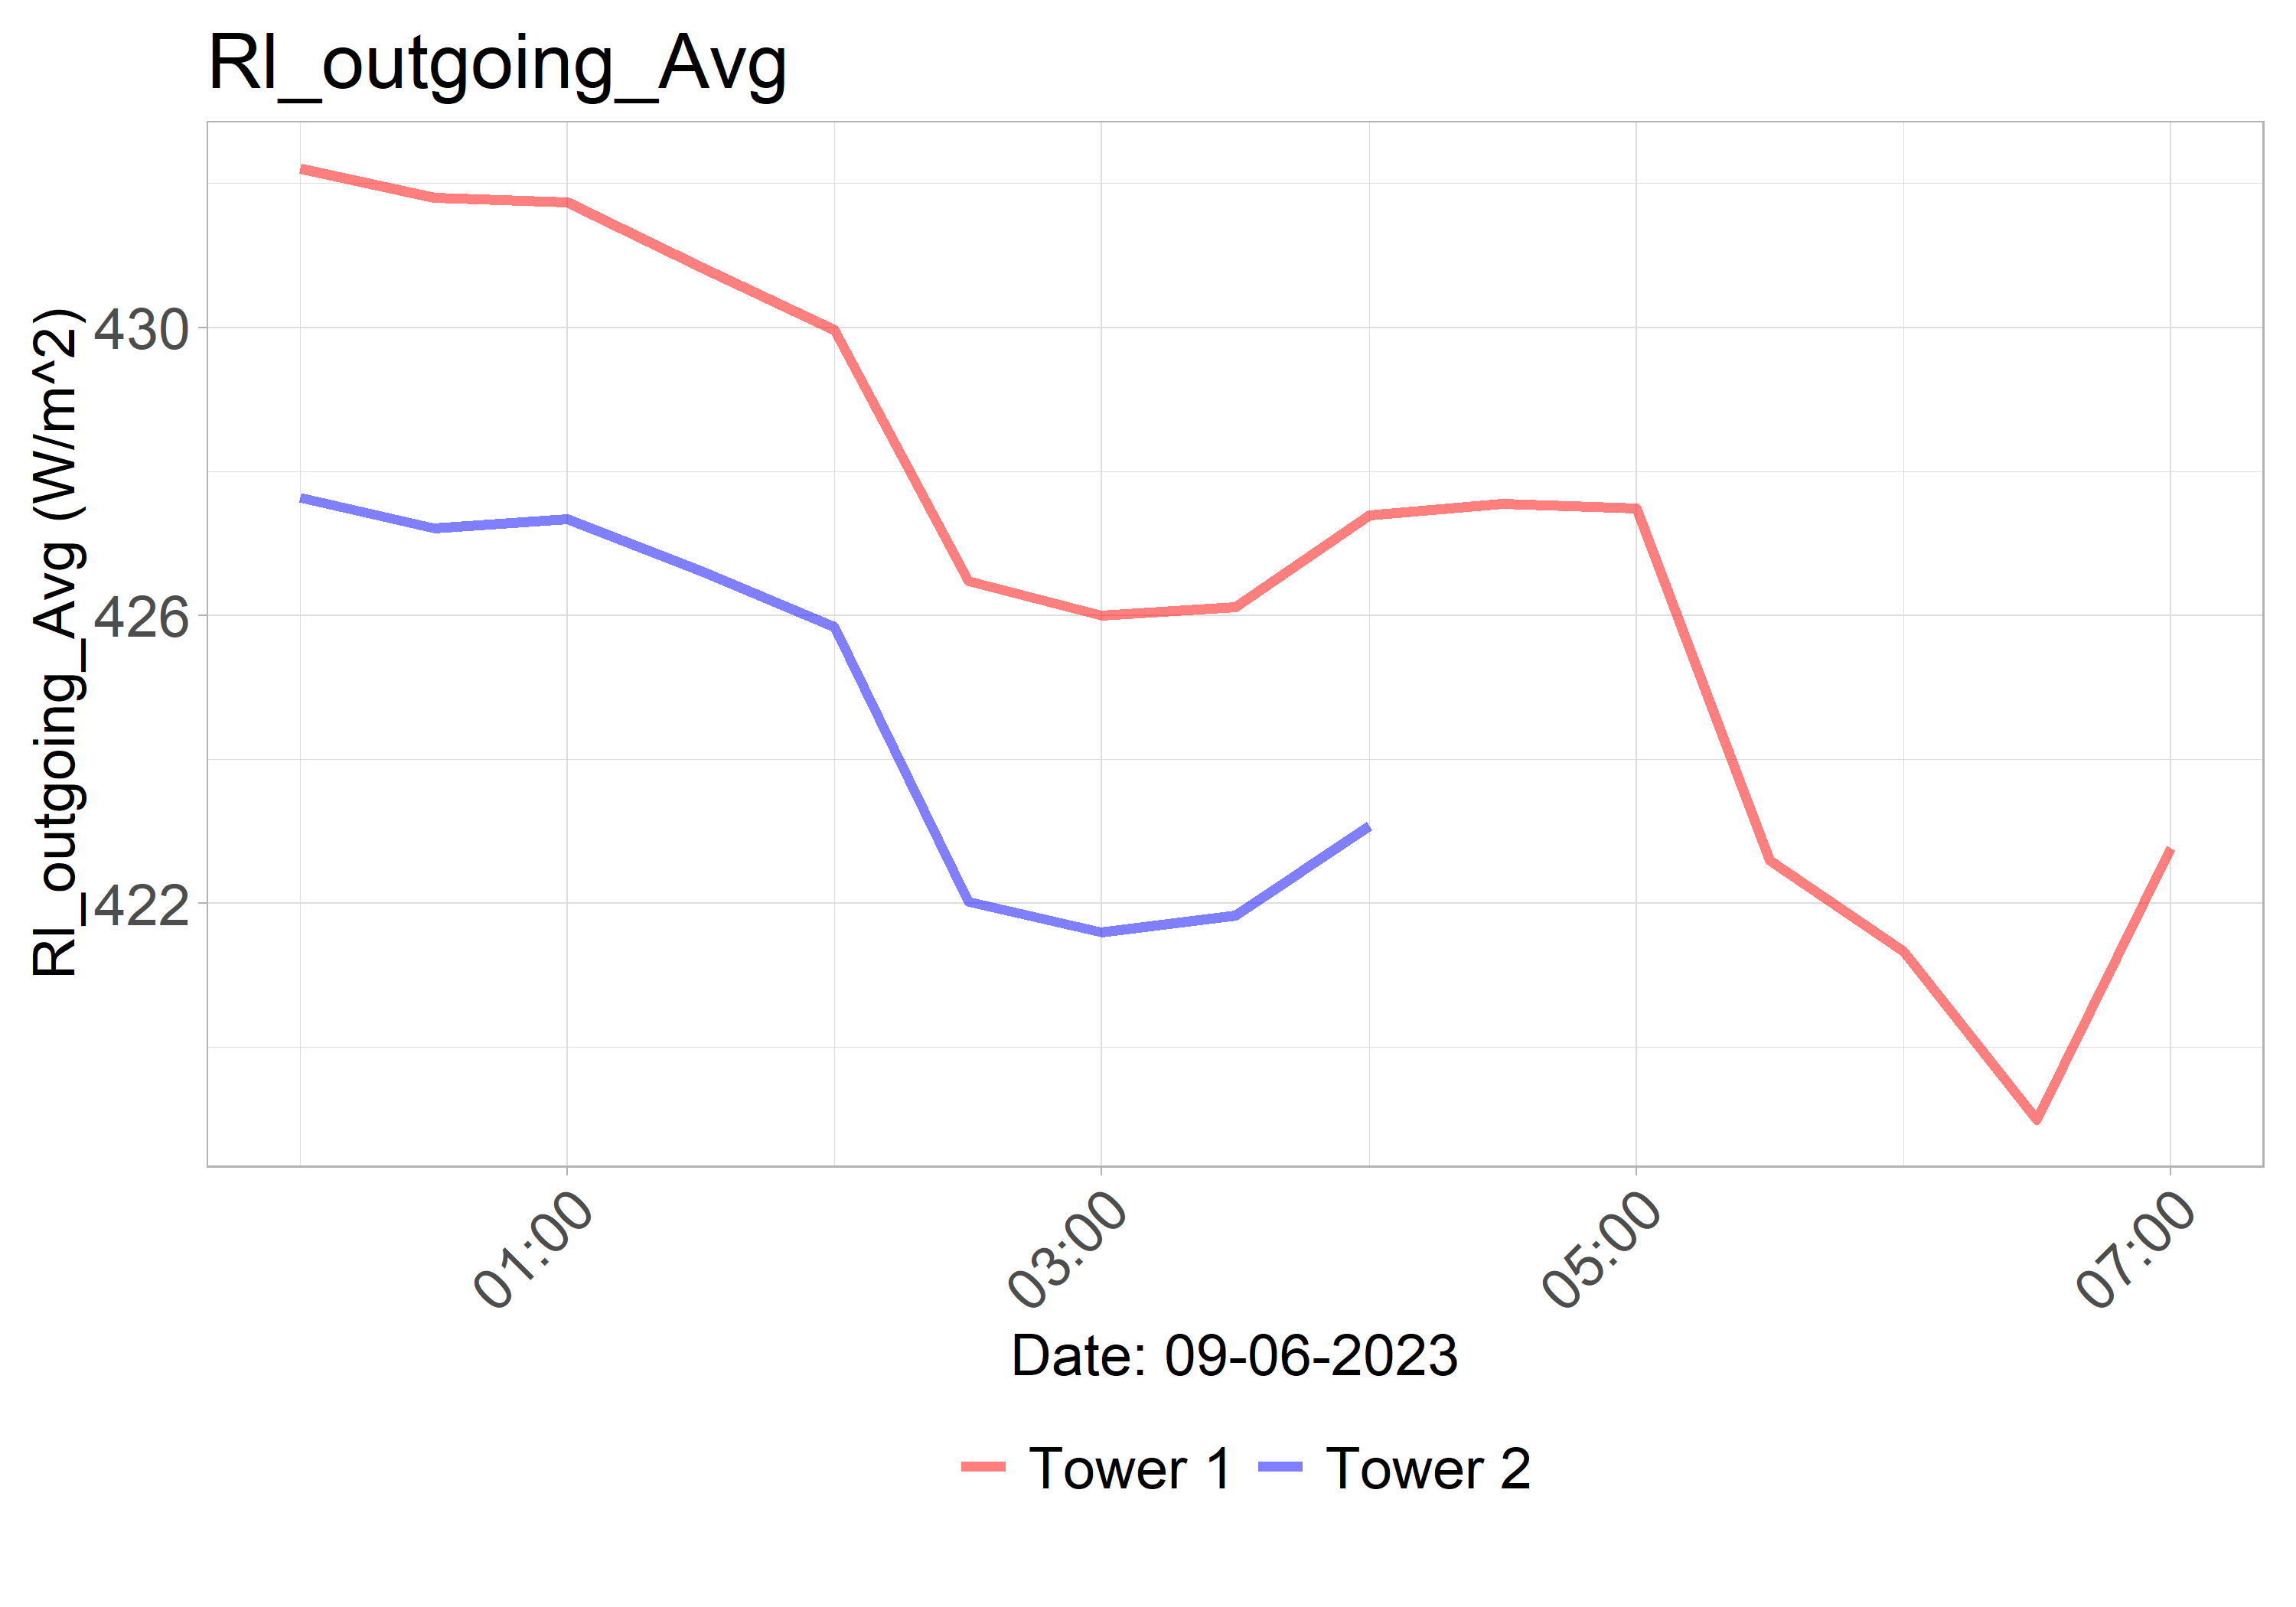 Rl_outgoing_Avg
Rl_outgoing_Avg (W/m^2)
430
426
422
01:00
03:00
05:00
07:00
Date: 09-06-2023
Tower 1
Tower 2